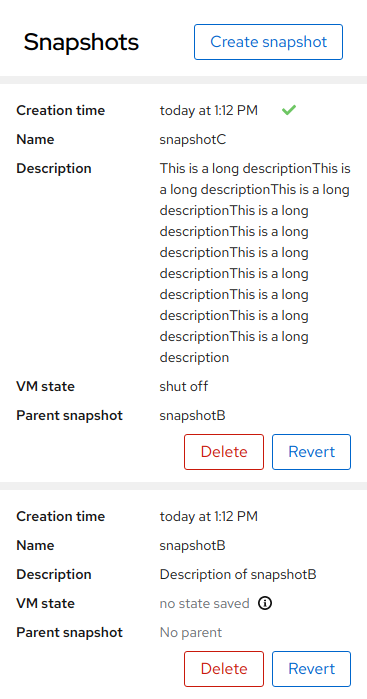 Snapshots Create snapshot
Creation time today at 1:12 PM
Name snapshotC
Description This is a long descriptionThis is
a long descriptionThis is a long
descriptionThis is a long
descriptionThis is a long
descriptionThis is a long
descriptionThis is a long
descriptionThis is a long
descriptionThis is a long
descriptionThis is a long
description
VM state shut off
Parent snapshot snapshotB
Delete Revert
Creation time today at 1:12 PM
Name snapshotB
Description Description of snapshotB
VM state no state saved
Parent snapshot No parent
Delete Revert